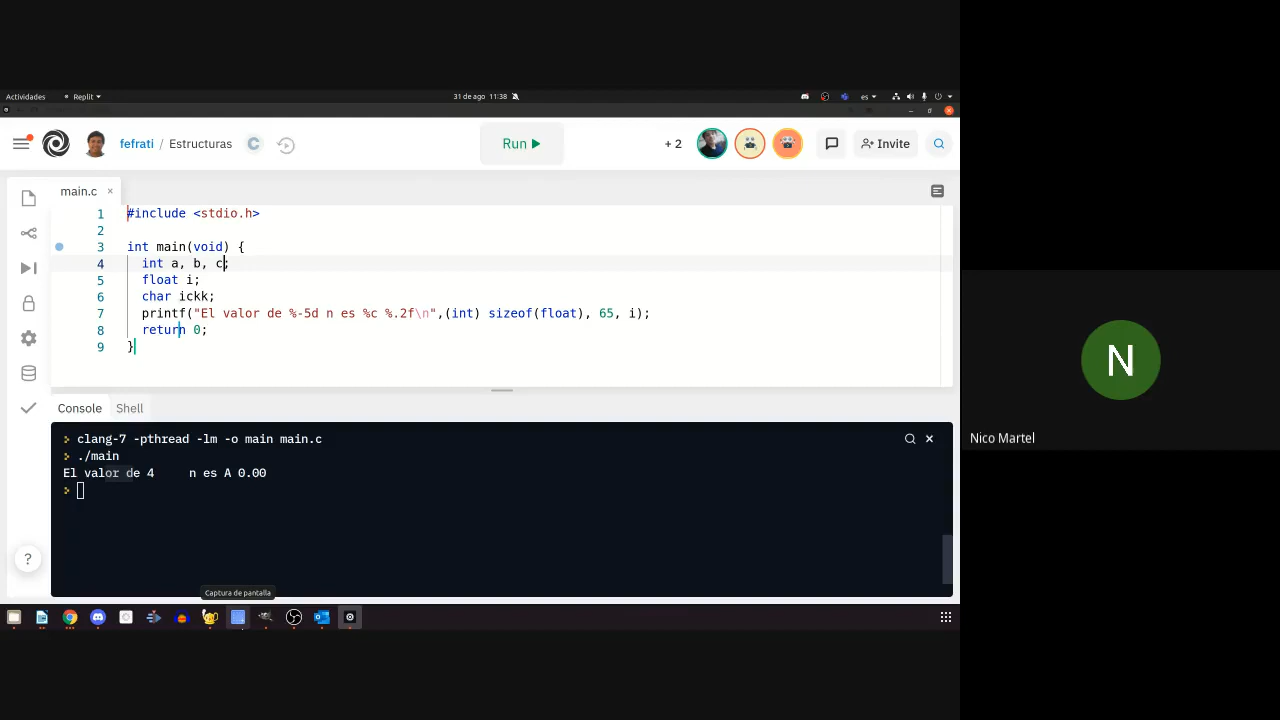 Actividades Replit 31 de ago 11:38 es
fefrati / Estructuras C Run + 2 Invite
main.c ×
1 #include <stdio.h>
2
3 int main(void) {
4 int a, b, c;
5 float i;
6 char ickk;
7 printf("El valor de %-5d n es %c %.2f\n",(int) sizeof(float), 65, i);
8 return 0;
9 }
Console Shell
clang-7 -pthread -lm -o main main.c
./main
El valor de 4     n es A 0.00
?
Captura de pantalla
N
Nico Martel